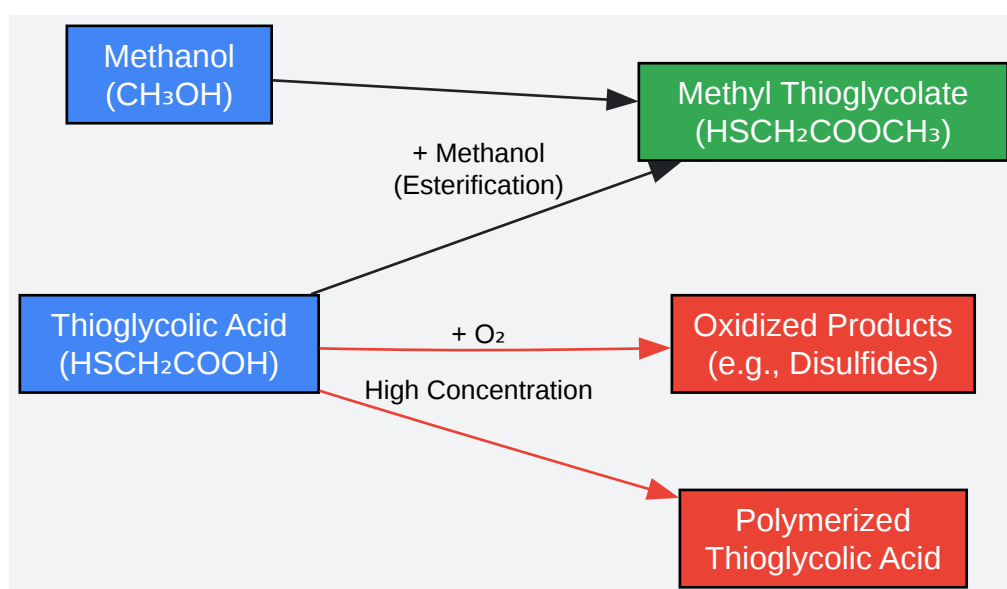 Methanol
(CH₃OH)
Methyl Thioglycolate
(HSCH₂COOCH₃)
+ Methanol
(Esterification)
Thioglycolic Acid
(HSCH₂COOH)
+ O₂
Oxidized Products
(e.g., Disulfides)
High Concentration
Polymerized
Thioglycolic Acid